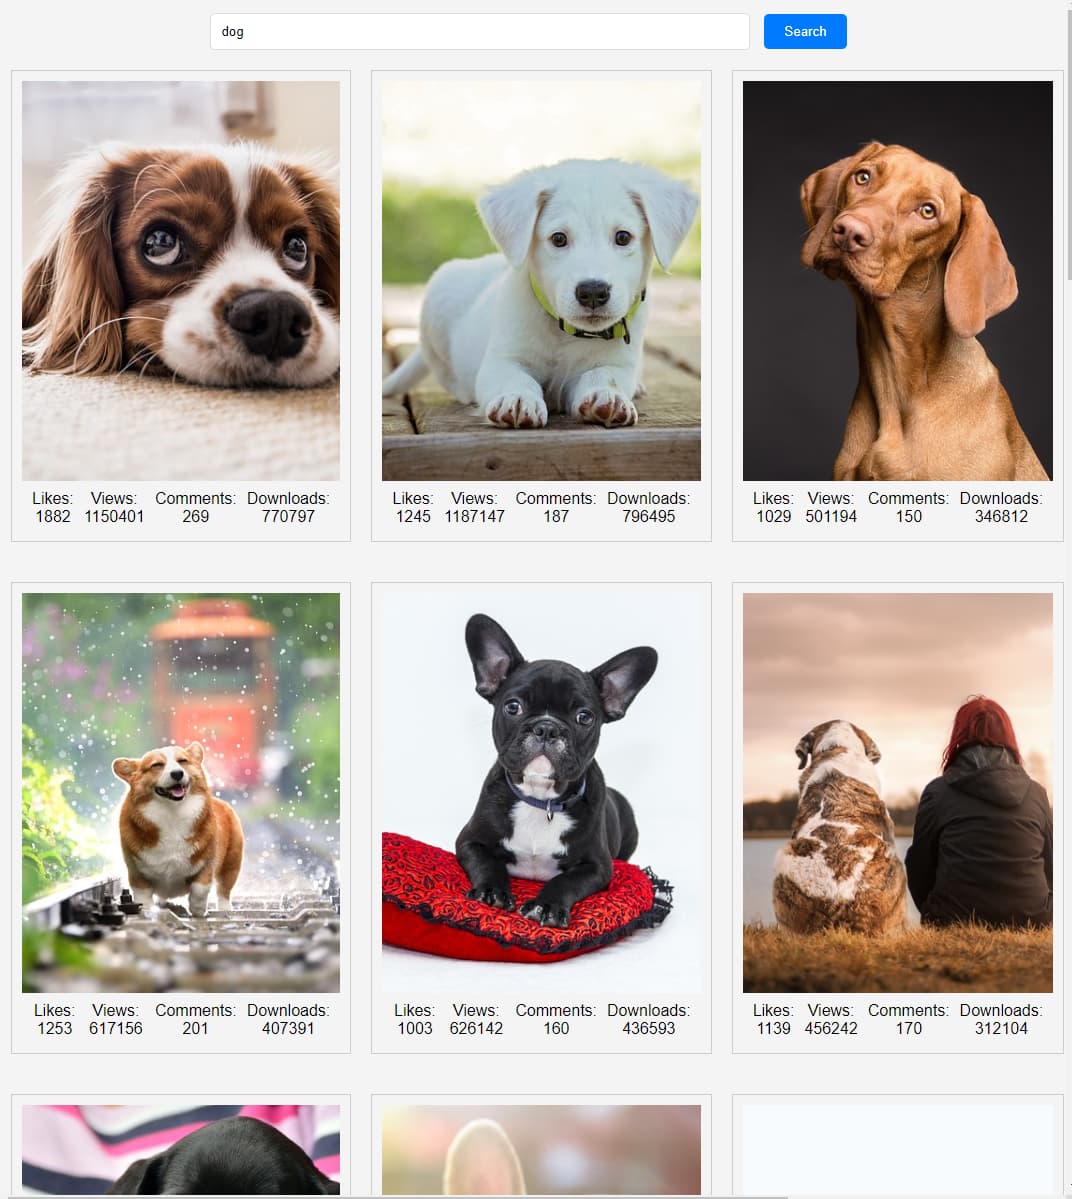 dog
Search
Likes: Views: Comments: Downloads:
1882 1150401 269 770797
Likes: Views: Comments: Downloads:
1245 1187147 187 796495
Likes: Views: Comments: Downloads:
1029 501194 150 346812
Likes: Views: Comments: Downloads:
1253 617156 201 407391
Likes: Views: Comments: Downloads:
1003 626142 160 436593
Likes: Views: Comments: Downloads:
1139 456242 170 312104